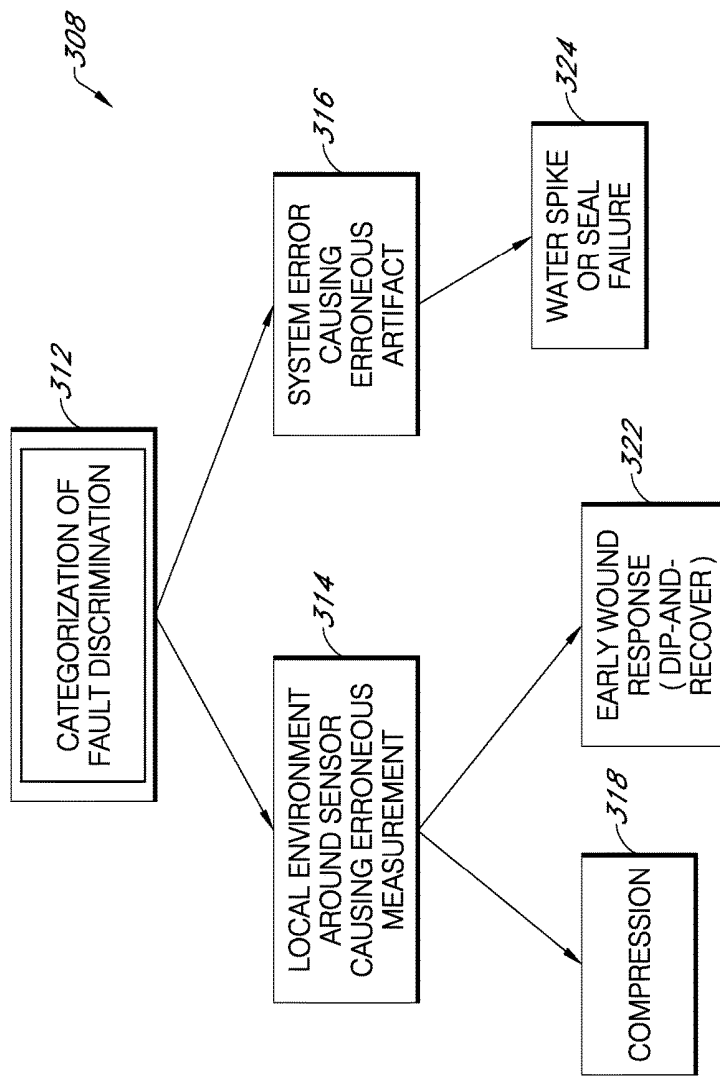 308
312
CATEGORIZATION OF
FAULT DISCRIMINATION
314
LOCAL ENVIRONMENT
AROUND SENSOR
CAUSING ERRONEOUS
MEASUREMENT
316
SYSTEM ERROR
CAUSING
ERRONEOUS
ARTIFACT
318
COMPRESSION
322
EARLY WOUND
RESPONSE
( DIP-AND-
RECOVER )
324
WATER SPIKE
OR SEAL
FAILURE